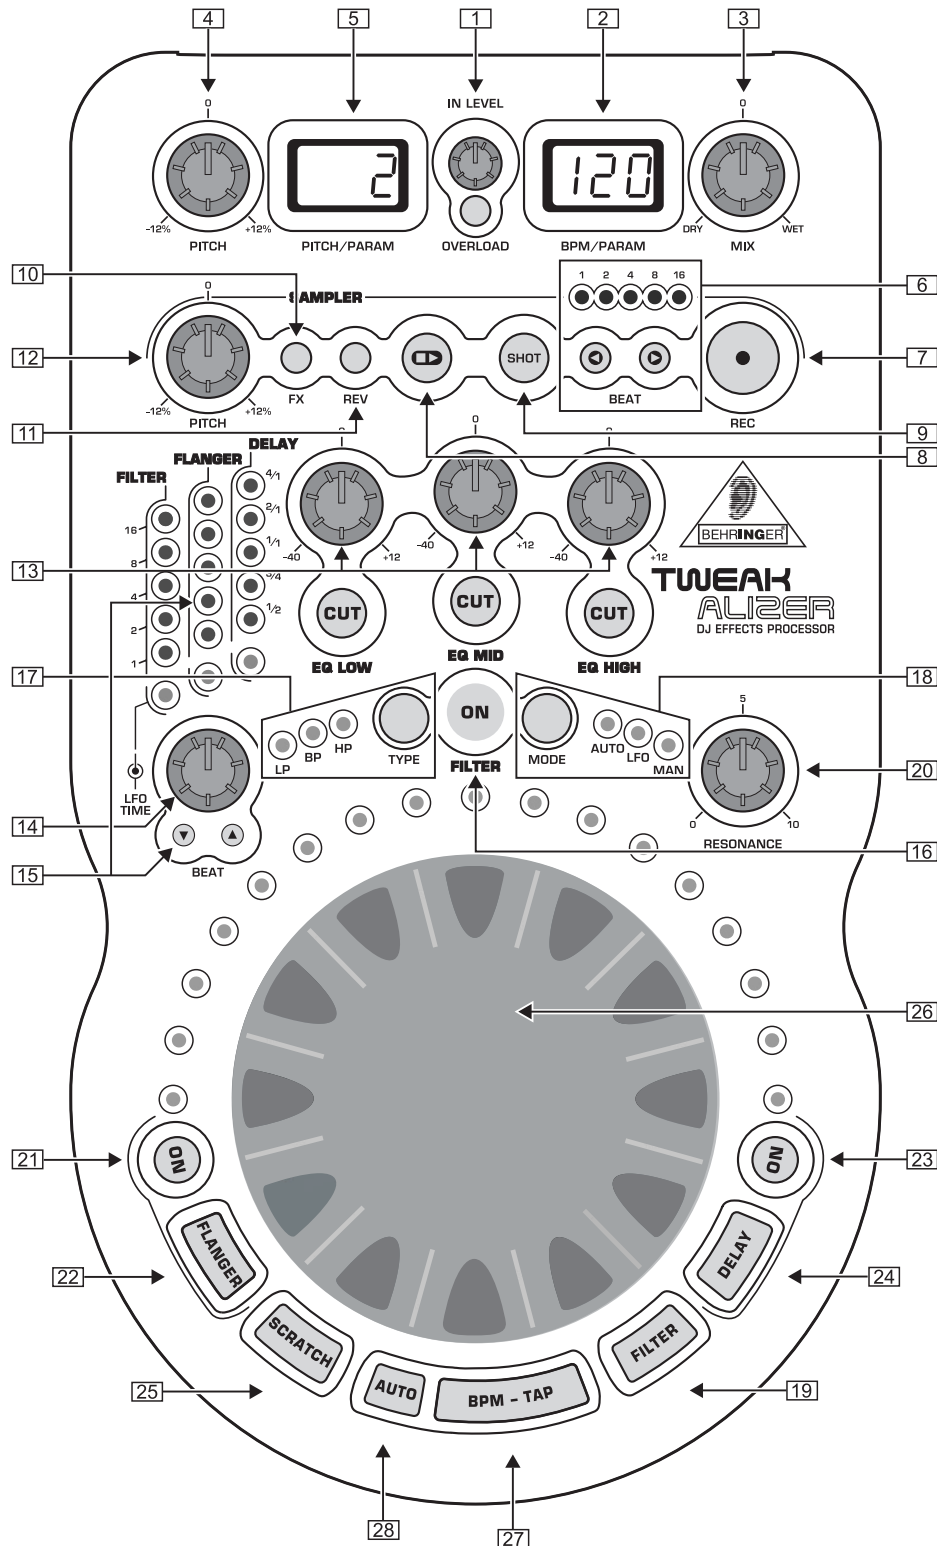 4
5
1
2
3
IN LEVEL
0
0
2
120
-12%
+12%
PITCH
PITCH/PARAM
OVERLOAD
BPM/PARAM
DRY
WET
MIX
10
SAMPLER
0
1 2 4 8 16
6
12
SHOT
7
-12%
+12%
PITCH
FX
REV
BEAT
REC
11
9
8
FILTER
FLANGER
DELAY
0
0
0
16
8
4
2
1
4/1
2/1
1/1
3/4
1/2
-40
+12
-40
+12
-40
+12
13
CUT
CUT
CUT
EQ LOW
EQ MID
EQ HIGH
BEHRINGER®
TWEAK
ALIZER
DJ EFFECTS PROCESSOR
17
18
LP
BP
HP
TYPE
ON
FILTER
MODE
AUTO
LFO
MAN
5
0
10
RESONANCE
20
LFO
TIME
14
BEAT
15
16
26
21
ON
ON
23
22
FLANGER
DELAY
24
25
SCRATCH
FILTER
19
AUTO
BPM - TAP
28
27